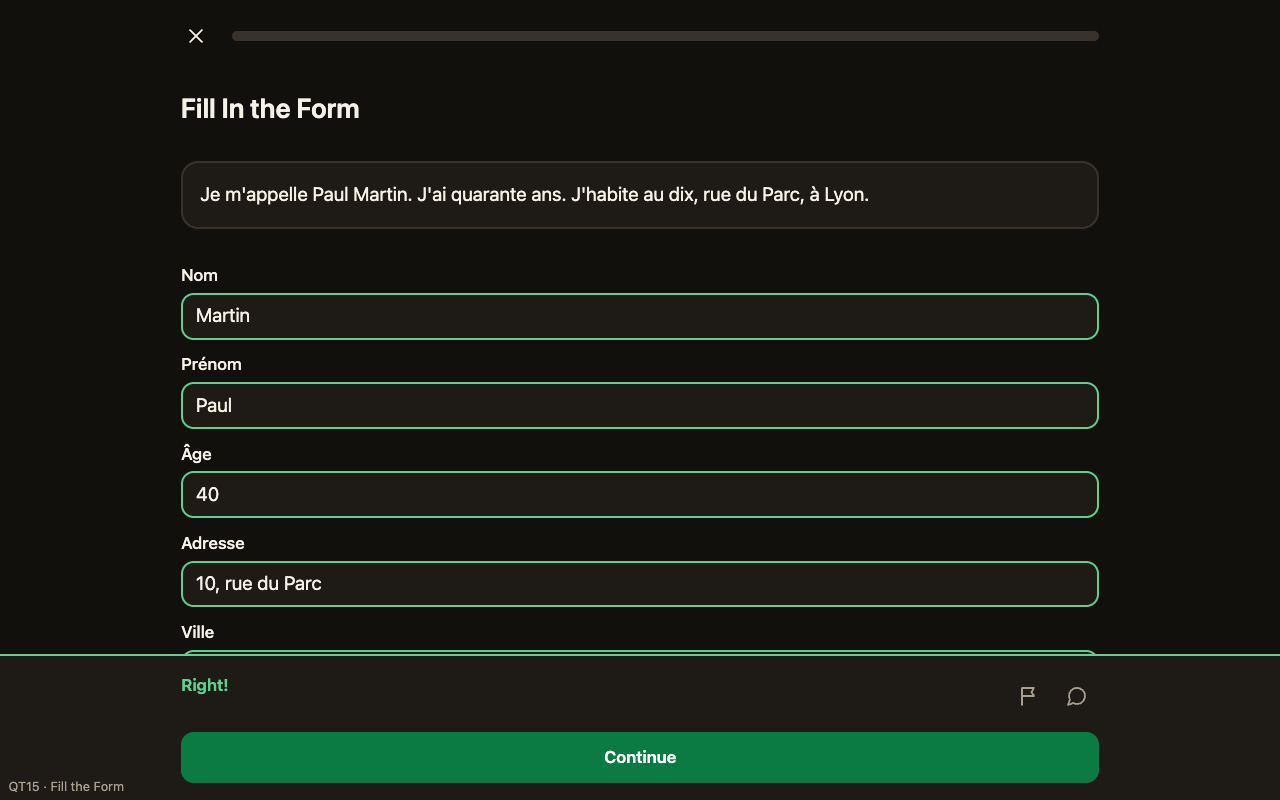 Fill In the Form
Je m'appelle Paul Martin. J'ai quarante ans. J'habite au dix, rue du Parc, à Lyon.
Nom
Martin
Prénom
Paul
Âge
40
Adresse
10, rue du Parc
Ville
Right!
Continue
QT15 · Fill the Form